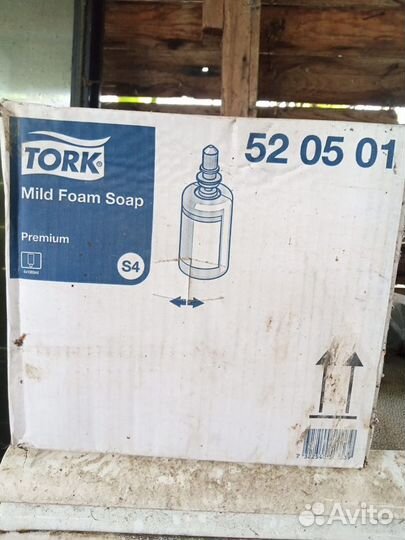 TORK
Mild Foam Soap
Premium
S4
52 05 01
Avito